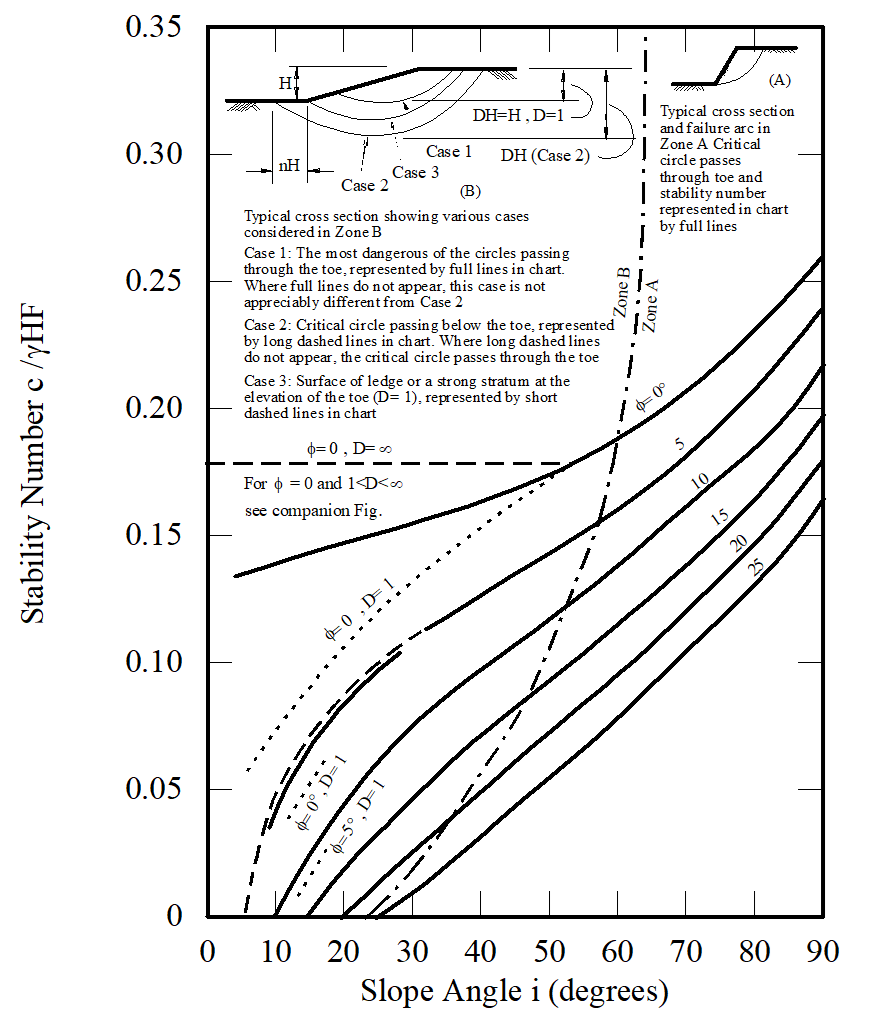 0.35
0.30
0.25
0.20
0.15
0.10
0.05
0
Stability Number c /γHF
H
nH
DH=H , D=1
DH (Case 2)
Case 1
Case 3
Case 2
(B)
(A)
Typical cross section
and failure arc in
Zone A Critical
circle passes
through toe and
stability number
represented in chart
by full lines
Typical cross section showing various cases
considered in Zone B
Case 1: The most dangerous of the circles passing
through the toe, represented by full lines in chart.
Where full lines do not appear, this case is not
appreciably different from Case 2
Case 2: Critical circle passing below the toe, represented
by long dashed lines in chart. Where long dashed lines
do not appear, the critical circle passes through the toe
Case 3: Surface of ledge or a strong stratum at the
elevation of the toe (D= 1), represented by short
dashed lines in chart
Zone B
Zone A
ϕ= 0°
5
10
15
20
25
ϕ= 0 , D= ∞
For ϕ = 0 and 1<D<∞
see companion Fig.
ϕ= 0 , D= 1
ϕ= 0° , D= 1
ϕ= 5° , D= 1
0 10 20 30 40 50 60 70 80 90
Slope Angle i (degrees)